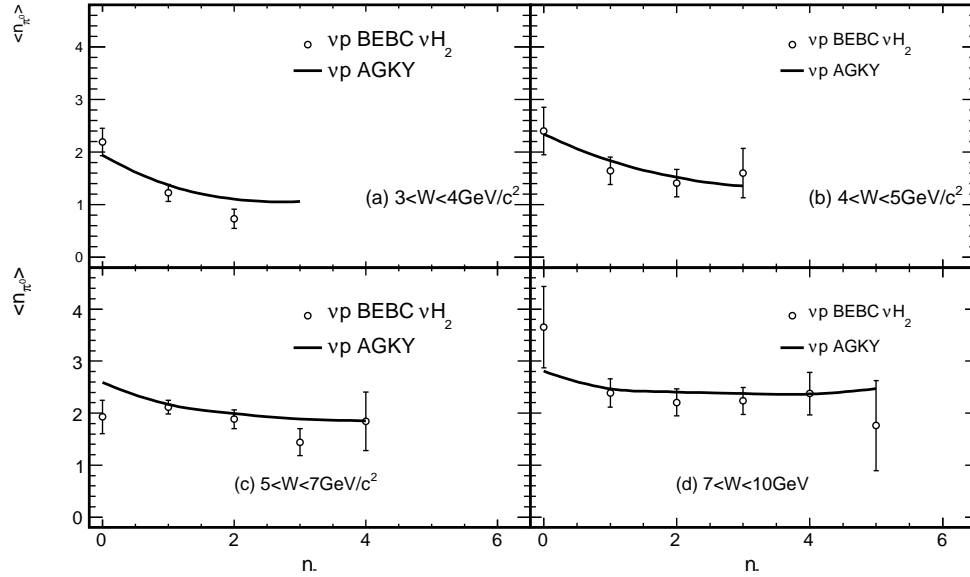 <n_π⁰>
4
3
2
1
0
νp BEBC νH₂
νp AGKY
(a) 3<W<4GeV/c²
νp BEBC νH₂
νp AGKY
(b) 4<W<5GeV/c²
<n_π⁰>
4
3
2
1
0
νp BEBC νH₂
νp AGKY
(c) 5<W<7GeV/c²
νp BEBC νH₂
νp AGKY
(d) 7<W<10GeV
0 2 4 6
0 2 4 6